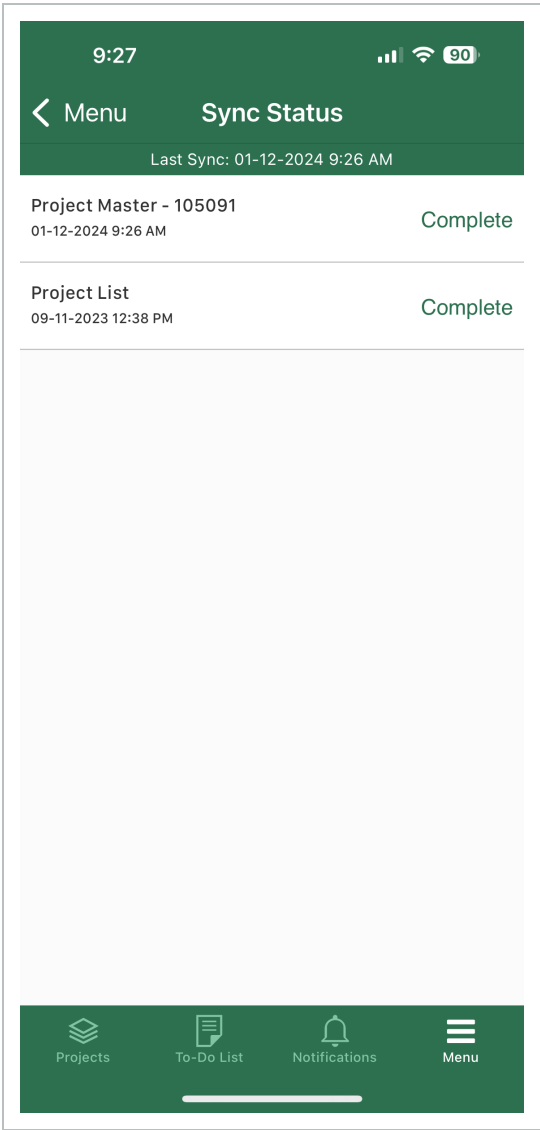 9:27
90
Menu
Sync Status
Last Sync: 01-12-2024 9:26 AM
Project Master - 105091
01-12-2024 9:26 AM
Complete
Project List
09-11-2023 12:38 PM
Complete
Projects
To-Do List
Notifications
Menu